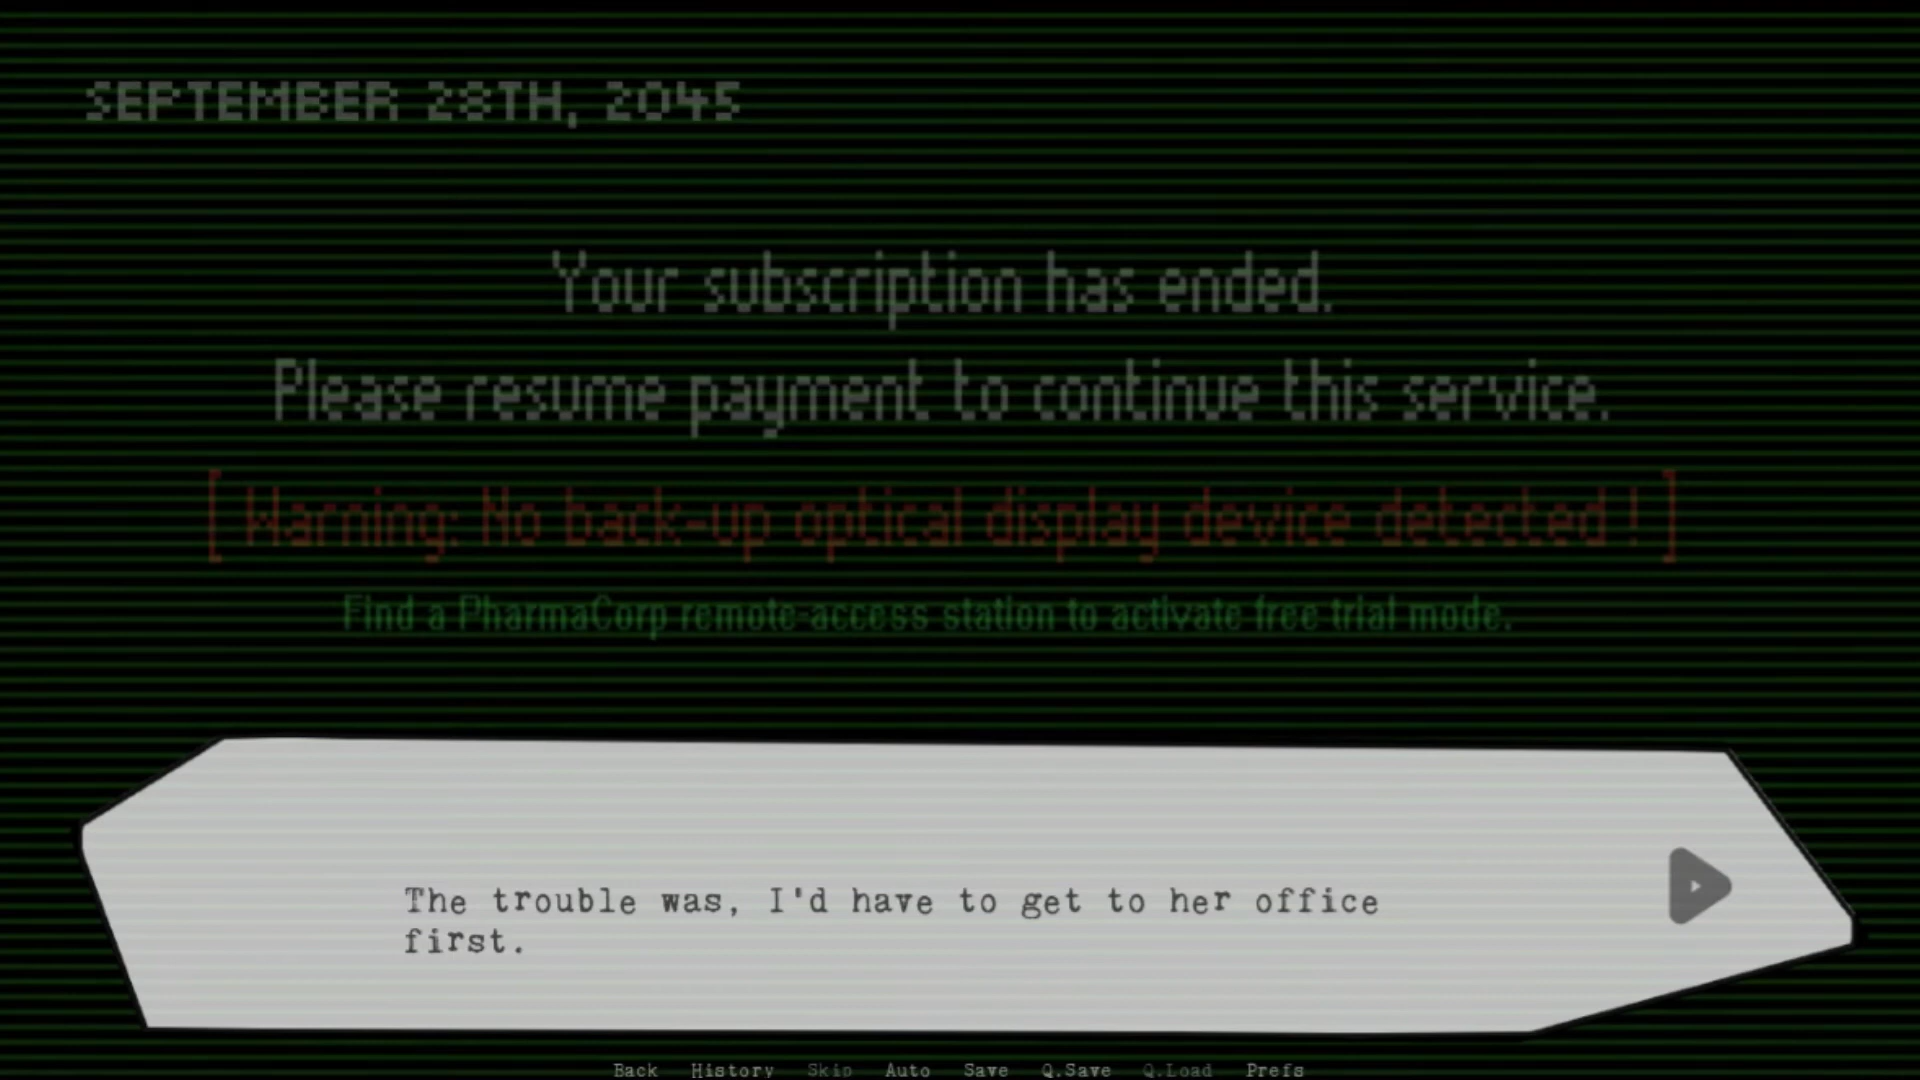 SEPTEMBER 28TH, 2045
Your subscription has ended.
Please resume payment to continue this service.
[ Warning: No back-up optical display device detected! ]
Find a PharmaCorp remote-access station to activate free trial mode.
The trouble was, I'd have to get to her office
first.
Back History Skip Auto Save Q.Save Q.Load Prefs